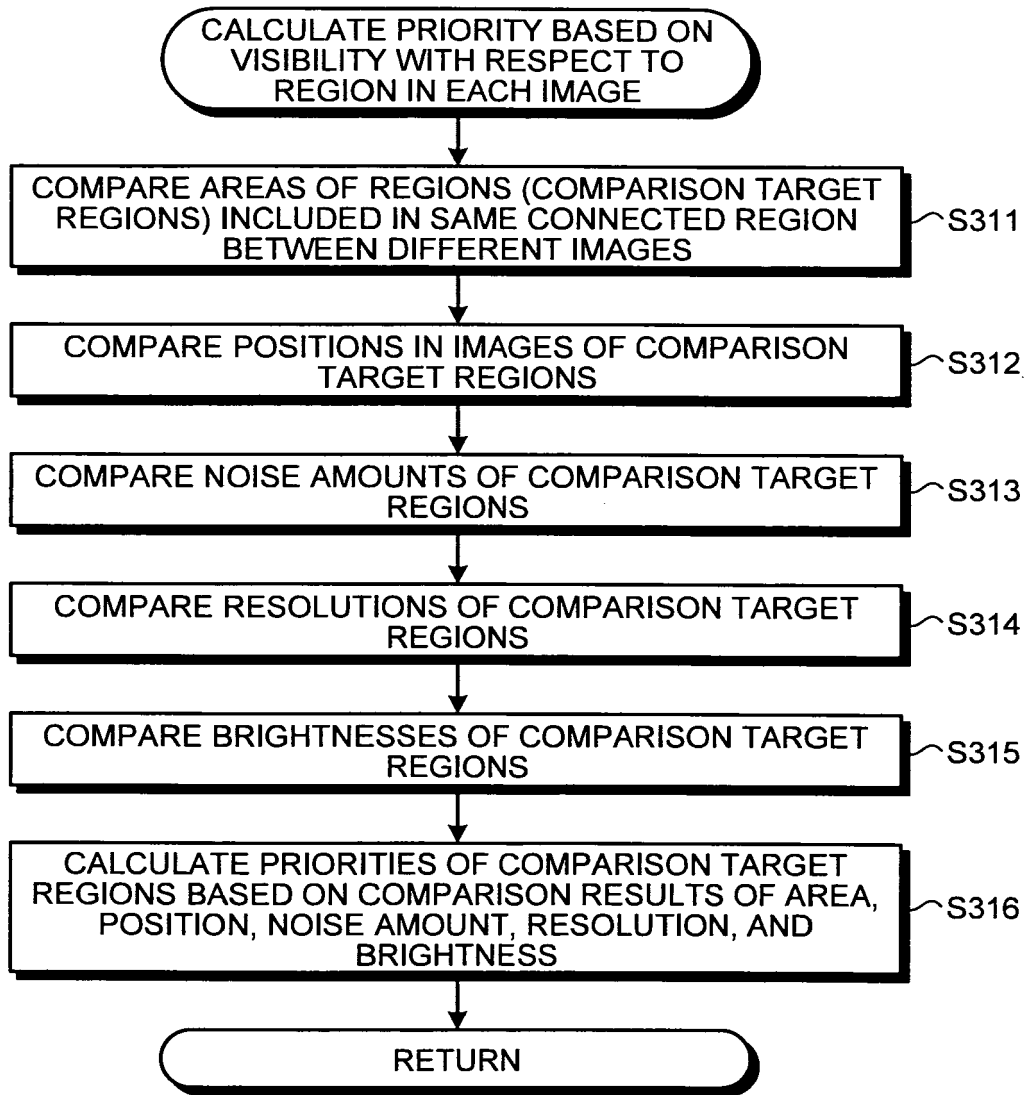 CALCULATE PRIORITY BASED ON
VISIBILITY WITH RESPECT TO
REGION IN EACH IMAGE
COMPARE AREAS OF REGIONS (COMPARISON TARGET
REGIONS) INCLUDED IN SAME CONNECTED REGION
BETWEEN DIFFERENT IMAGES
S311
COMPARE POSITIONS IN IMAGES OF COMPARISON
TARGET REGIONS
S312
COMPARE NOISE AMOUNTS OF COMPARISON TARGET
REGIONS
S313
COMPARE RESOLUTIONS OF COMPARISON TARGET
REGIONS
S314
COMPARE BRIGHTNESSES OF COMPARISON TARGET
REGIONS
S315
CALCULATE PRIORITIES OF COMPARISON TARGET
REGIONS BASED ON COMPARISON RESULTS OF AREA,
POSITION, NOISE AMOUNT, RESOLUTION, AND
BRIGHTNESS
S316
RETURN